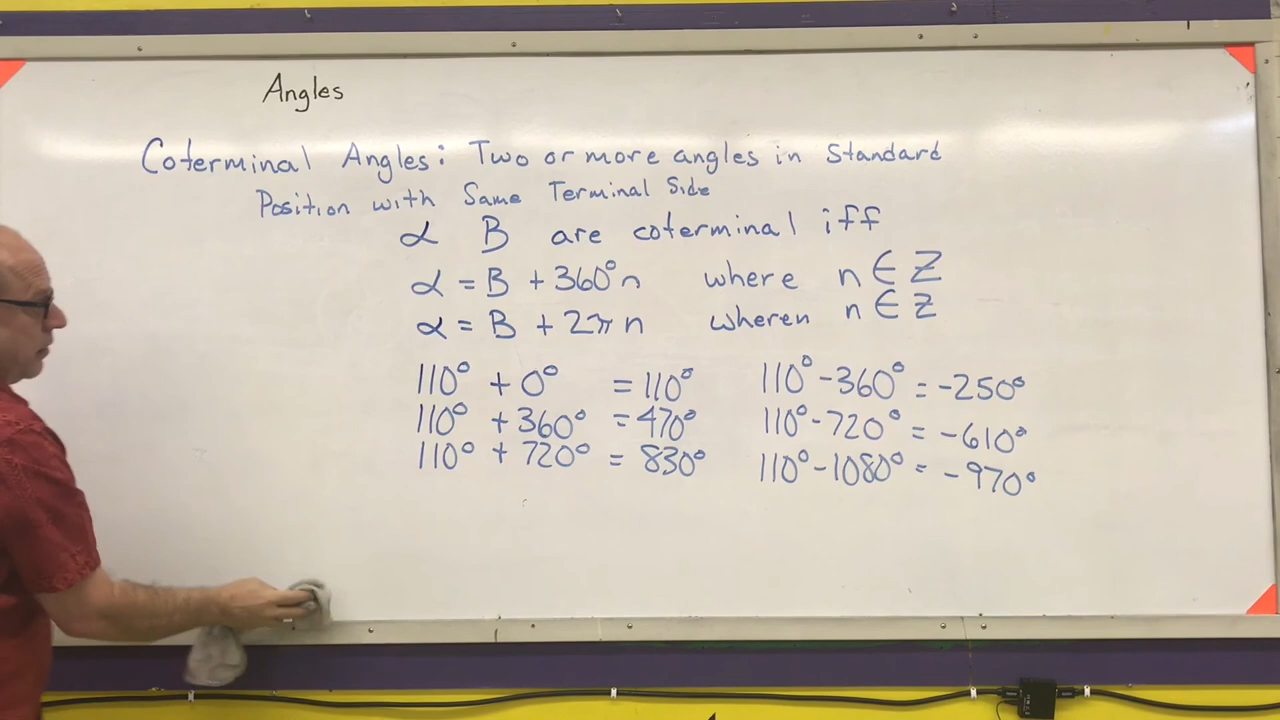 Angles
Coterminal Angles: Two or more angles in Standard
Position with Same Terminal Side
α B are coterminal iff
α = B + 360°n where n ∈ Z
α = B + 2π n wheren n ∈ Z
110° + 0° = 110° 110° - 360° = -250°
110° + 360° = 470° 110° - 720° = -610°
110° + 720° = 830° 110° - 1080° = -970°